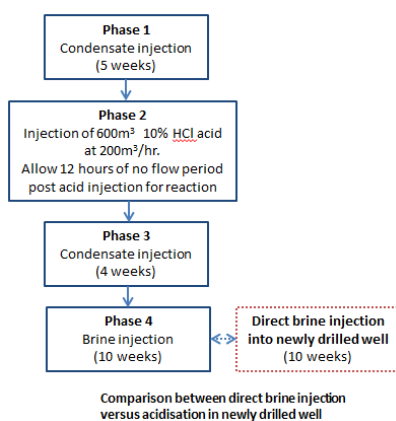 Phase 1
Condensate injection
(5 weeks)
Phase 2
Injection of 600m³ 10% HCl acid
at 200m³/hr.
Allow 12 hours of no flow period
post acid injection for reaction
Phase 3
Condensate injection
(4 weeks)
Phase 4
Brine injection
(10 weeks)
Direct brine injection
into newly drilled well
(10 weeks)
Comparison between direct brine injection
versus acidisation in newly drilled well